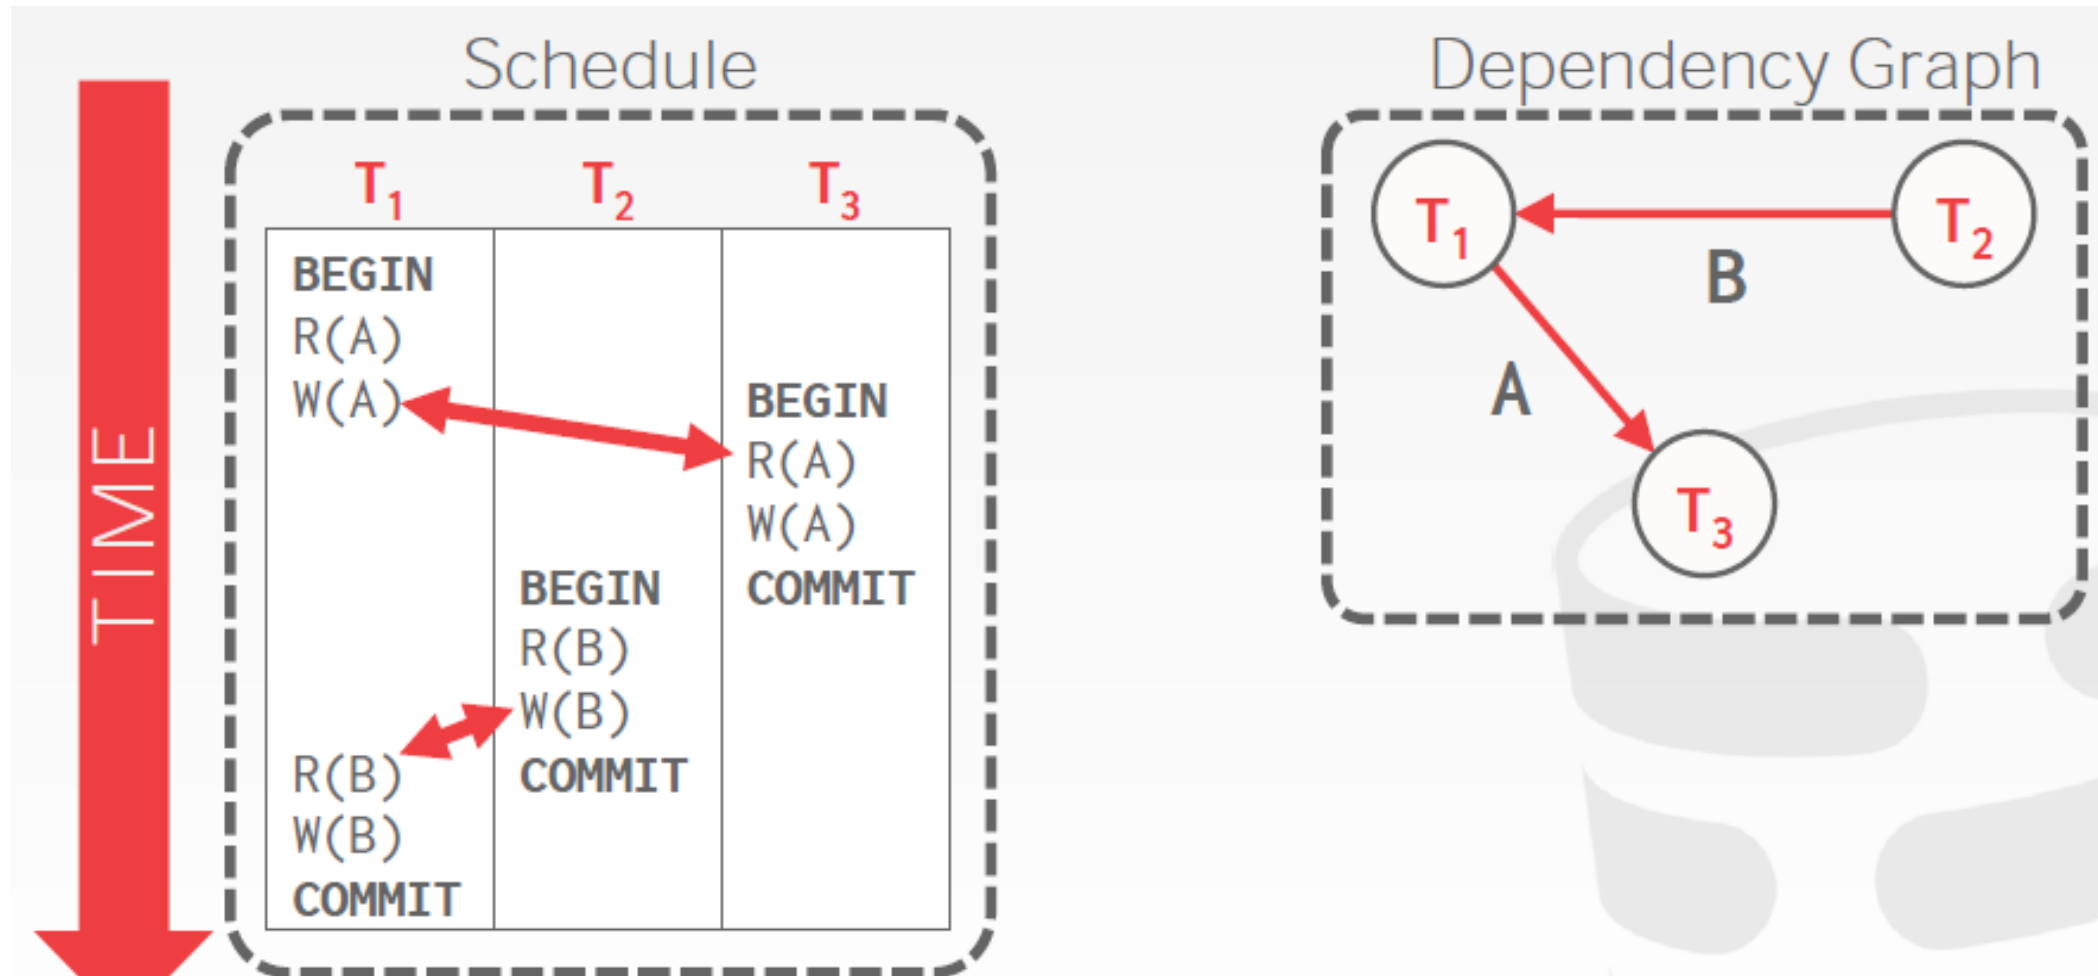 Schedule
Dependency Graph
TIME
T1 T2 T3
BEGIN
R(A)
W(A)
BEGIN
R(A)
W(A)
COMMIT
BEGIN
R(B)
W(B)
COMMIT
R(B)
W(B)
COMMIT
T1
T2
B
A
T3